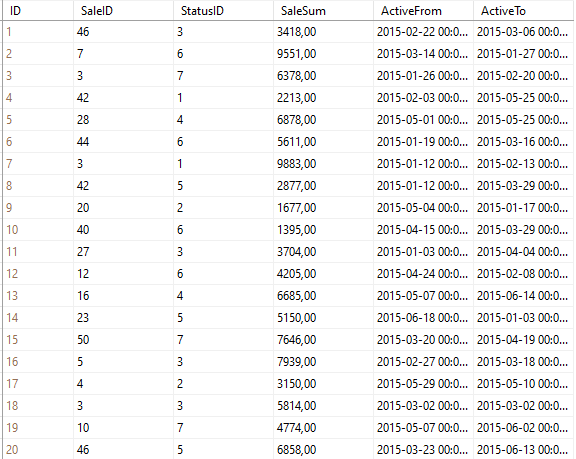 ID SaleID StatusID SaleSum ActiveFrom ActiveTo
1 46 3 3418,00 2015-02-22 00:0... 2015-03-06 00:0...
2 7 6 9551,00 2015-03-14 00:0... 2015-01-27 00:0...
3 3 7 6378,00 2015-01-26 00:0... 2015-02-20 00:0...
4 42 1 2213,00 2015-02-03 00:0... 2015-05-25 00:0...
5 28 4 6878,00 2015-05-01 00:0... 2015-05-25 00:0...
6 44 6 5611,00 2015-01-19 00:0... 2015-03-16 00:0...
7 3 1 9883,00 2015-01-12 00:0... 2015-02-13 00:0...
8 42 5 2877,00 2015-01-12 00:0... 2015-03-29 00:0...
9 20 2 1677,00 2015-05-04 00:0... 2015-01-17 00:0...
10 40 6 1395,00 2015-04-15 00:0... 2015-03-29 00:0...
11 27 3 3704,00 2015-01-03 00:0... 2015-04-04 00:0...
12 12 6 4205,00 2015-04-24 00:0... 2015-02-08 00:0...
13 16 4 6685,00 2015-05-07 00:0... 2015-06-14 00:0...
14 23 5 5150,00 2015-06-18 00:0... 2015-01-03 00:0...
15 50 7 7646,00 2015-03-20 00:0... 2015-04-19 00:0...
16 5 3 7939,00 2015-02-27 00:0... 2015-03-18 00:0...
17 4 2 3150,00 2015-05-29 00:0... 2015-05-10 00:0...
18 3 3 5814,00 2015-03-02 00:0... 2015-03-02 00:0...
19 10 7 4774,00 2015-05-07 00:0... 2015-06-02 00:0...
20 46 5 6858,00 2015-03-23 00:0... 2015-06-13 00:0...